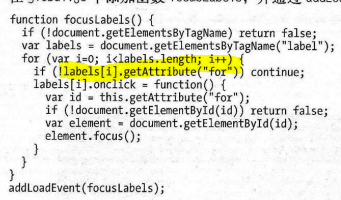 function focusLabels() {
if (!document.getElementsByTagName) return false;
var labels = document.getElementsByTagName("label");
for (var i=0; i<labels.length; i++) {
if (!labels[i].getAttribute("for")) continue;
labels[i].onclick = function() {
var id = this.getAttribute("for");
if (!document.getElementById(id)) return false;
var element = document.getElementById(id);
element.focus();
}
}
}
addLoadEvent(focusLabels);